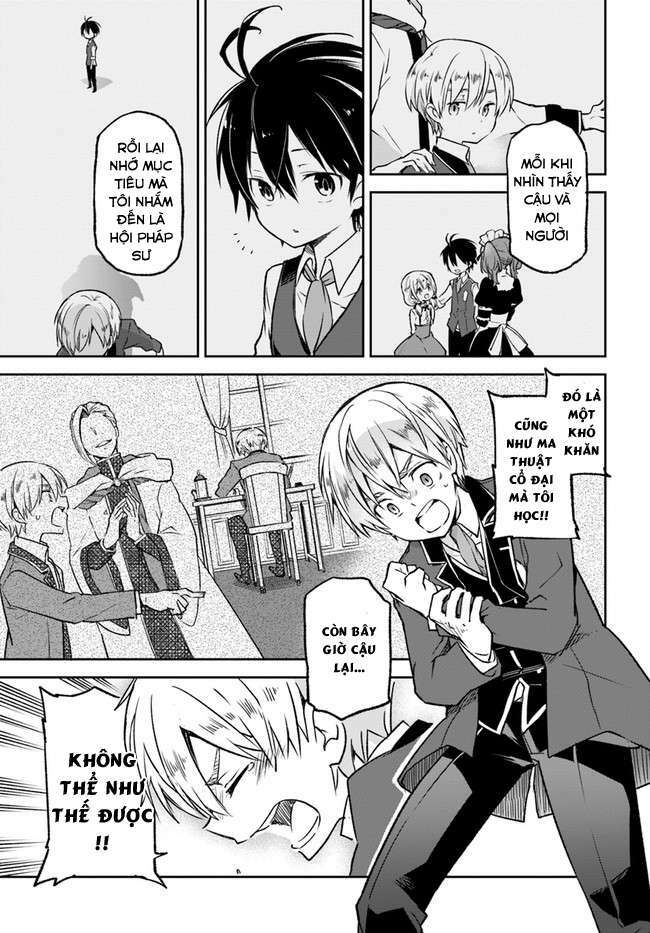 MỖI KHI
NHÌN THẤY
CẬU VÀ
MỌI
NGƯỜI
RỒI LẠI
NHỚ MỤC
TIÊU MÀ
TÔI NHẮM
ĐẾN LÀ
HỘI PHÁP
SƯ
ĐÓ LÀ
MỘT
KHÓ
KHĂN
CŨNG
NHƯ MA
THUẬT
CỔ ĐẠI
MÀ TÔI
HỌC!!
CÒN BÂY
GIỜ CẬU
LẠI...
KHÔNG
THỂ NHƯ
THẾ ĐƯỢC
!!